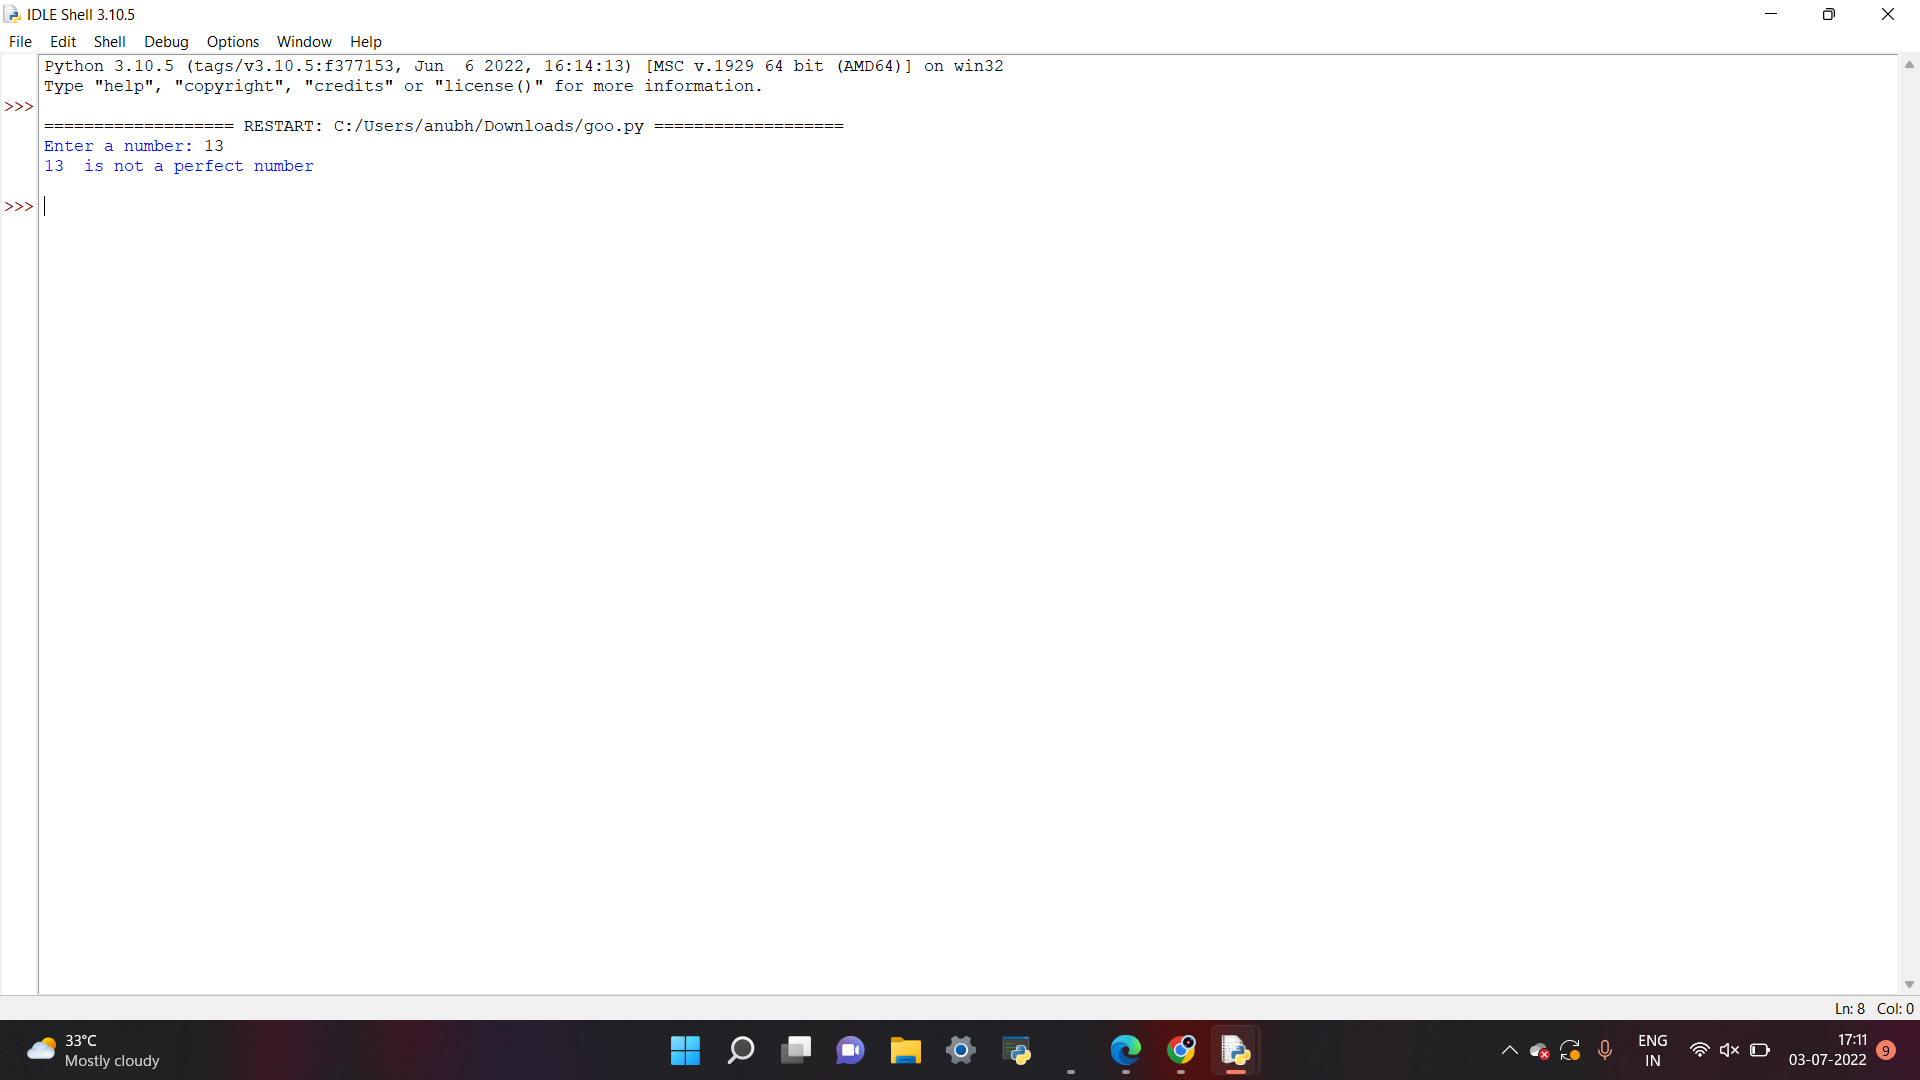 IDLE Shell 3.10.5
File Edit Shell Debug Options Window Help
Python 3.10.5 (tags/v3.10.5:f377153, Jun  6 2022, 16:14:13) [MSC v.1929 64 bit (AMD64)] on win32
Type "help", "copyright", "credits" or "license()" for more information.
>>>
=================== RESTART: C:/Users/anubh/Downloads/goo.py ===================
Enter a number: 13
13  is not a perfect number
>>>
Ln: 8 Col: 0
33°C
Mostly cloudy
ENG
IN
17:11
03-07-2022
9